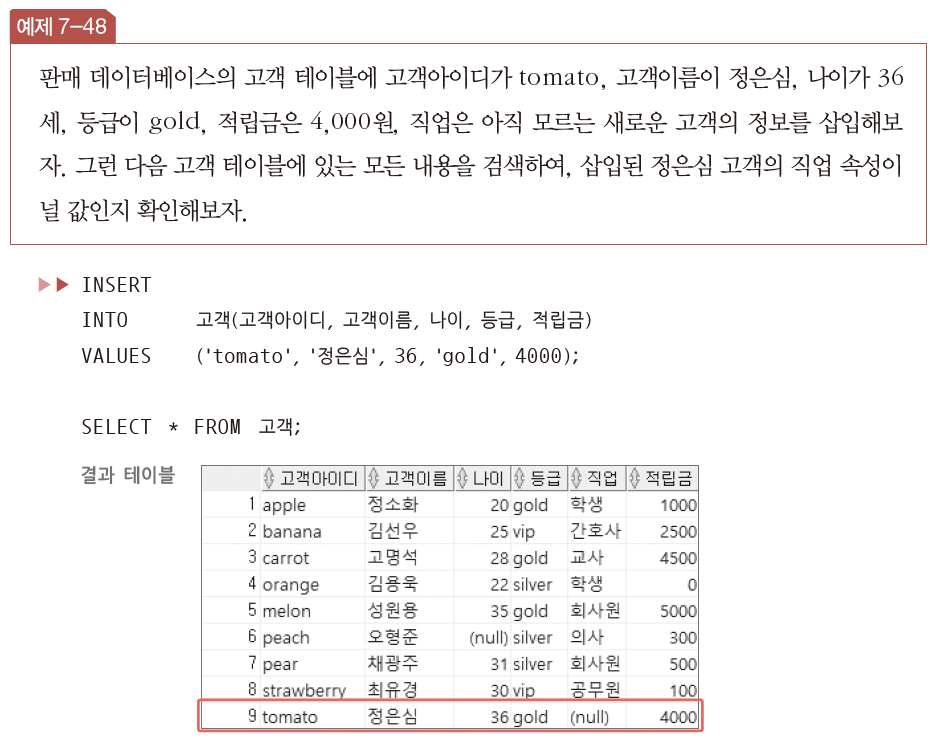 예제 7–48
판매 데이터베이스의 고객 테이블에 고객아이디가 tomato, 고객이름이 정은심, 나이가 36
세, 등급이 gold, 적립금은 4,000원, 직업은 아직 모르는 새로운 고객의 정보를 삽입해보
자. 그런 다음 고객 테이블에 있는 모든 내용을 검색하여, 삽입된 정은심 고객의 직업 속성이
널 값인지 확인해보자.
▶▶ INSERT
INTO 고객(고객아이디, 고객이름, 나이, 등급, 적립금)
VALUES ('tomato', '정은심', 36, 'gold', 4000);
SELECT * FROM 고객;
결과 테이블
고객아이디 고객이름 나이 등급 직업 적립금
1 apple 정소화 20 gold 학생 1000
2 banana 김선우 25 vip 간호사 2500
3 carrot 고명석 28 gold 교사 4500
4 orange 김용욱 22 silver 학생 0
5 melon 성원용 35 gold 회사원 5000
6 peach 오형준 (null) silver 의사 300
7 pear 채광주 31 silver 회사원 500
8 strawberry 최유경 30 vip 공무원 100
9 tomato 정은심 36 gold (null) 4000